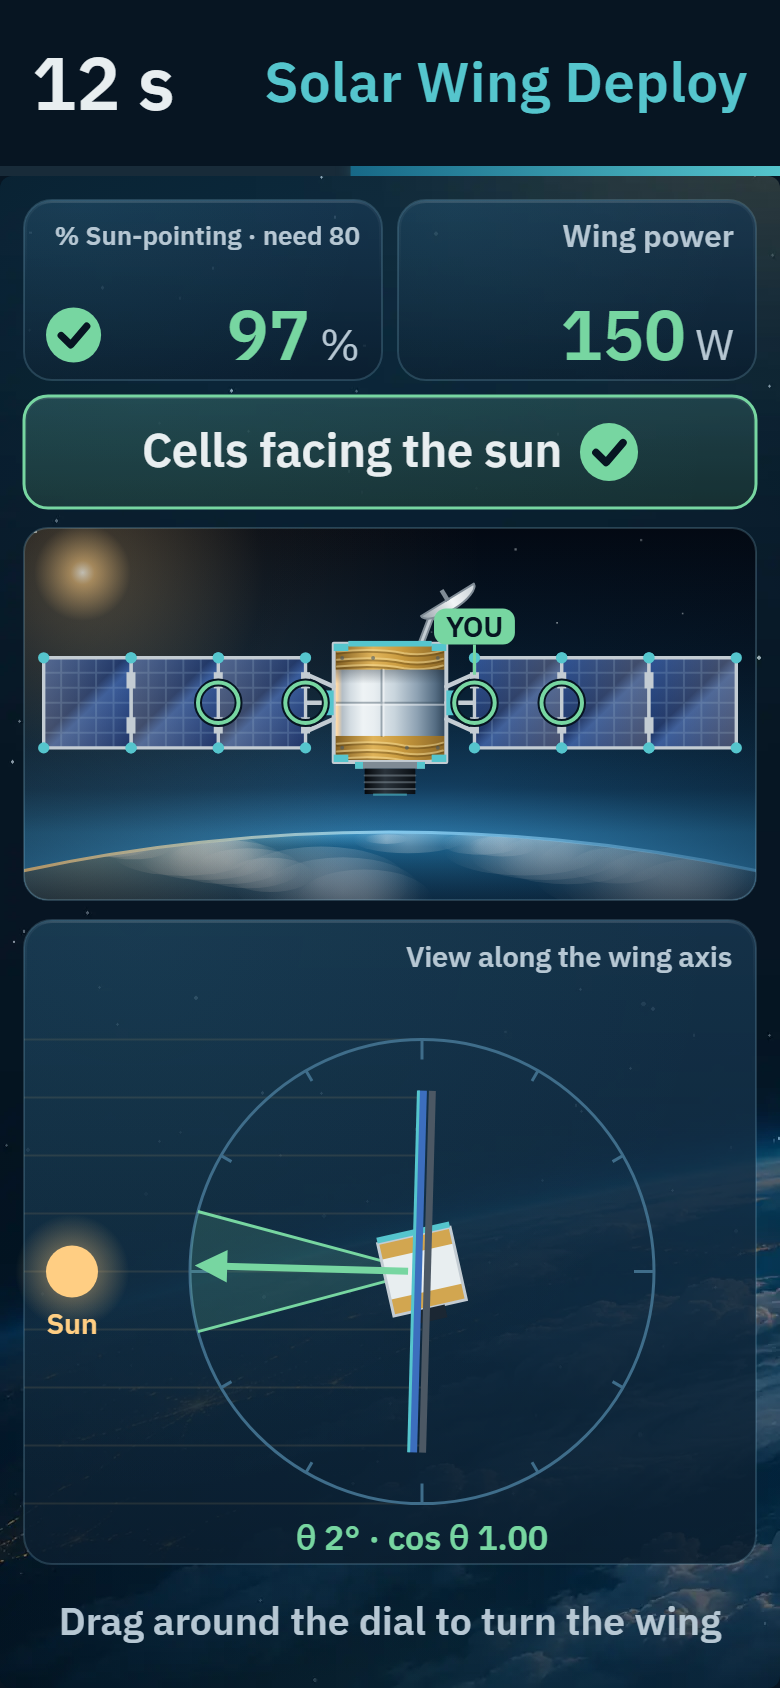 12 s
Solar Wing Deploy
% Sun-pointing · need 80
97 %
Wing power
150 W
Cells facing the sun
YOU
View along the wing axis
Sun
θ 2° · cos θ 1.00
Drag around the dial to turn the wing